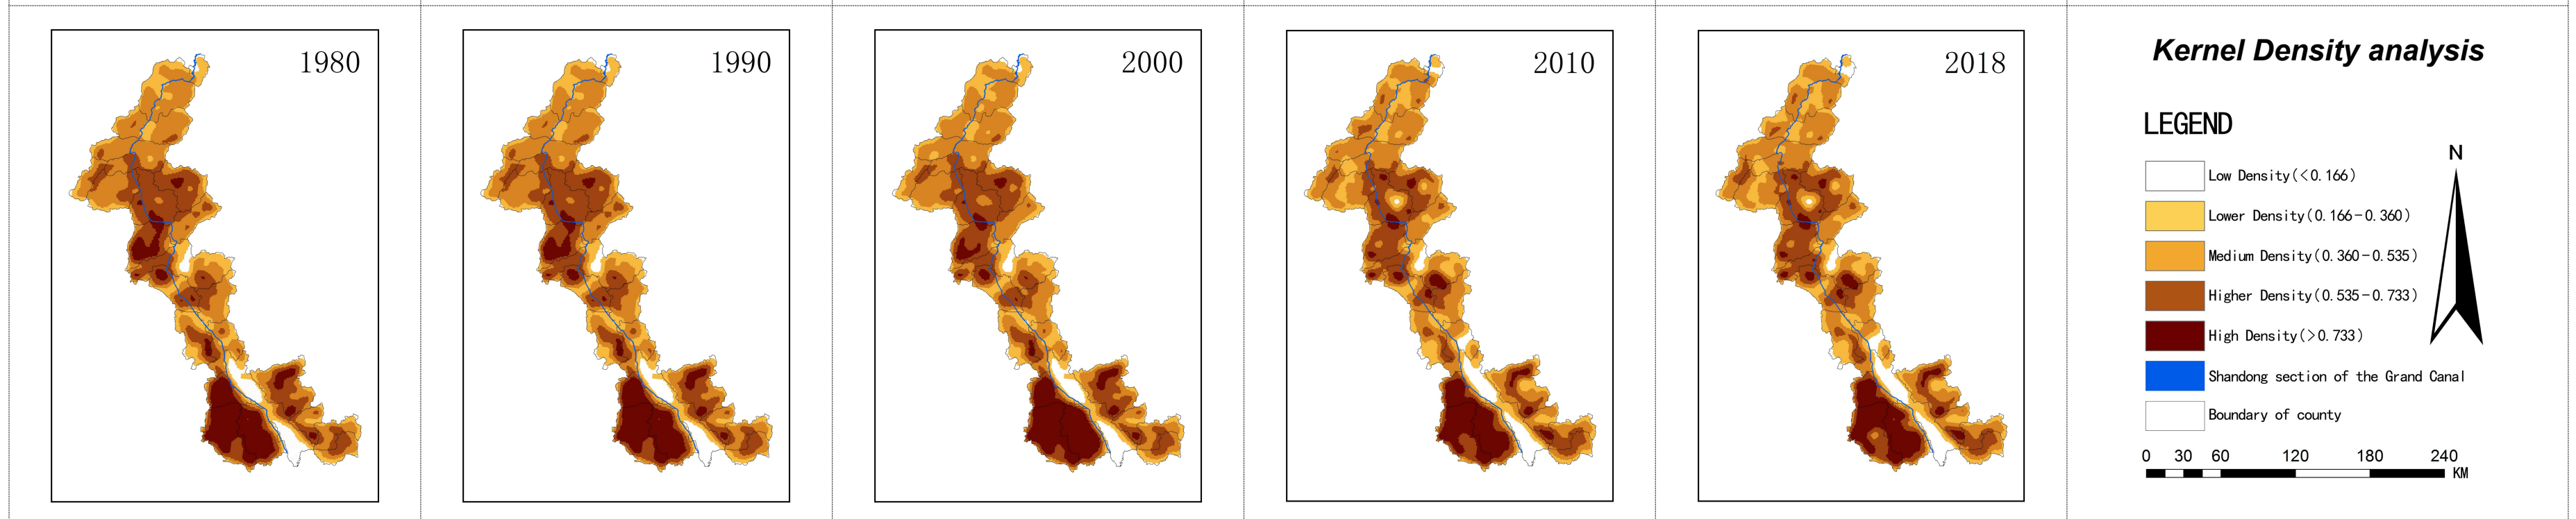 1980
1990
2000
2010
2018
Kernel Density analysis
LEGEND
N
Low Density(<0.166)
Lower Density(0.166-0.360)
Medium Density(0.360-0.535)
Higher Density(0.535-0.733)
High Density(>0.733)
Shandong section of the Grand Canal
Boundary of county
0 30 60 120 180 240
KM